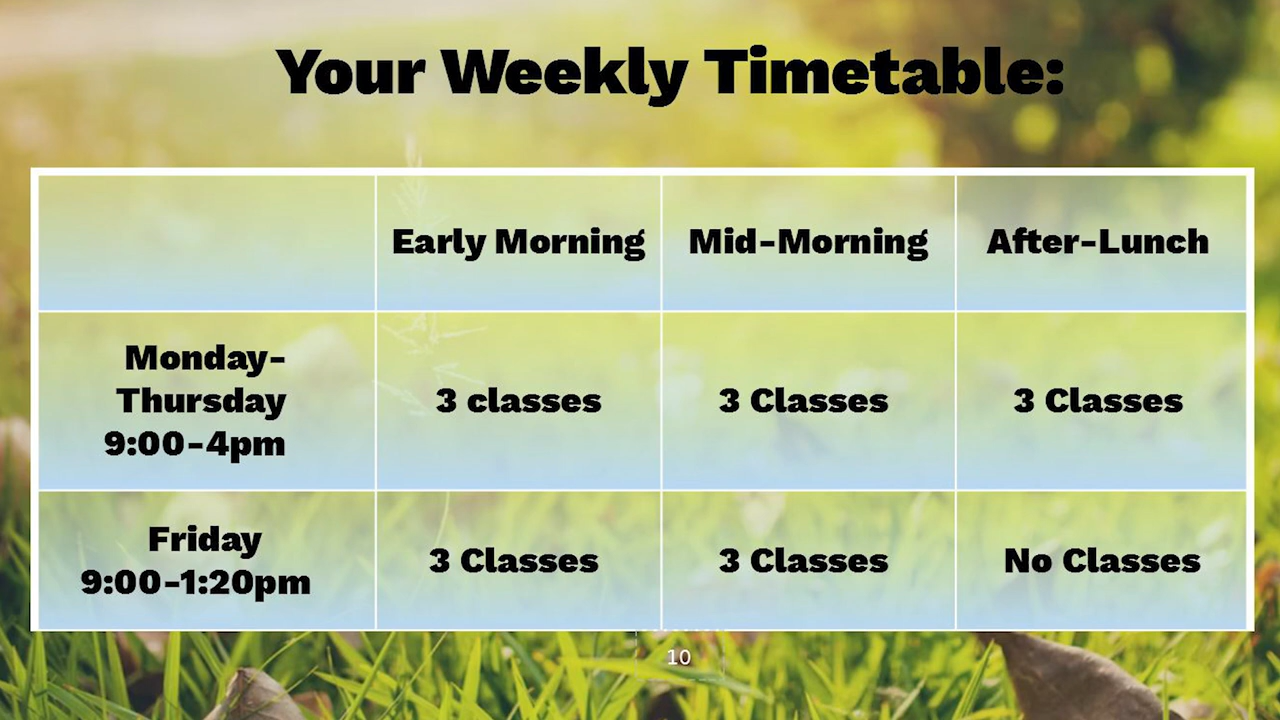 Your Weekly Timetable:
Early Morning
Mid-Morning
After-Lunch
Monday-
Thursday
9:00-4pm
3 classes
3 Classes
3 Classes
Friday
9:00-1:20pm
3 Classes
3 Classes
No Classes
10